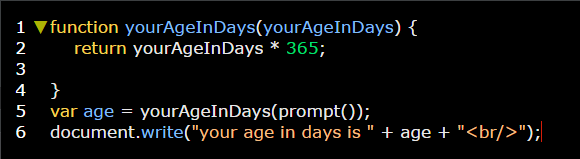 1 ▼function yourAgeInDays(yourAgeInDays) {
2 return yourAgeInDays * 365;
3
4 }
5 var age = yourAgeInDays(prompt());
6 document.write("your age in days is " + age + "<br/>");